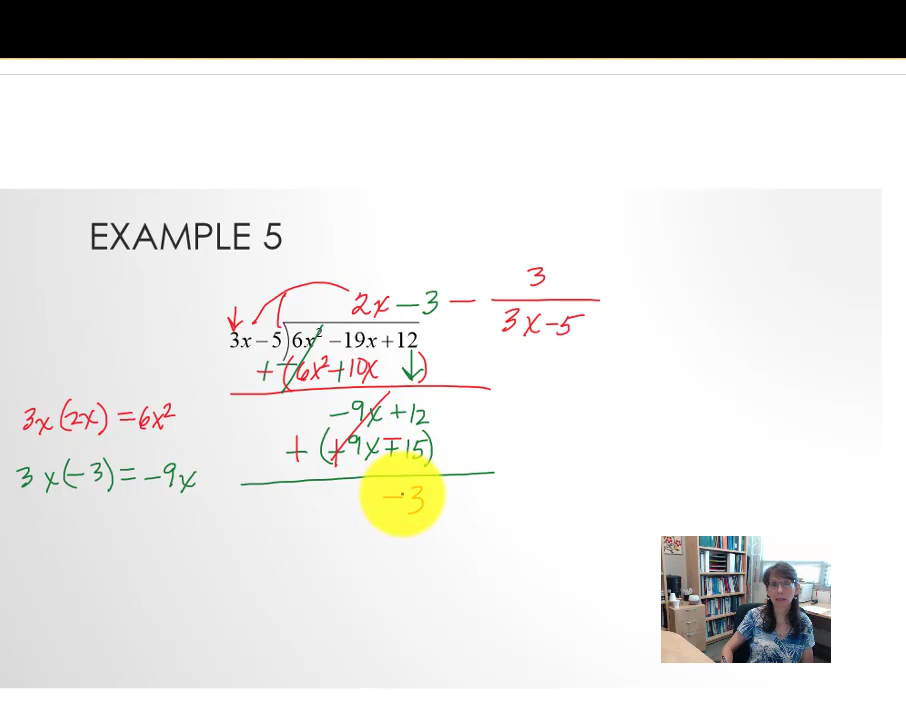 EXAMPLE 5
2x - 3 - 3/(3x-5)
3x - 5)6x² - 19x + 12
+ (-6x² + 10x)
3x(2x) = 6x²
-9x + 12
+ (+9x - 15)
3x(-3) = -9x
-3